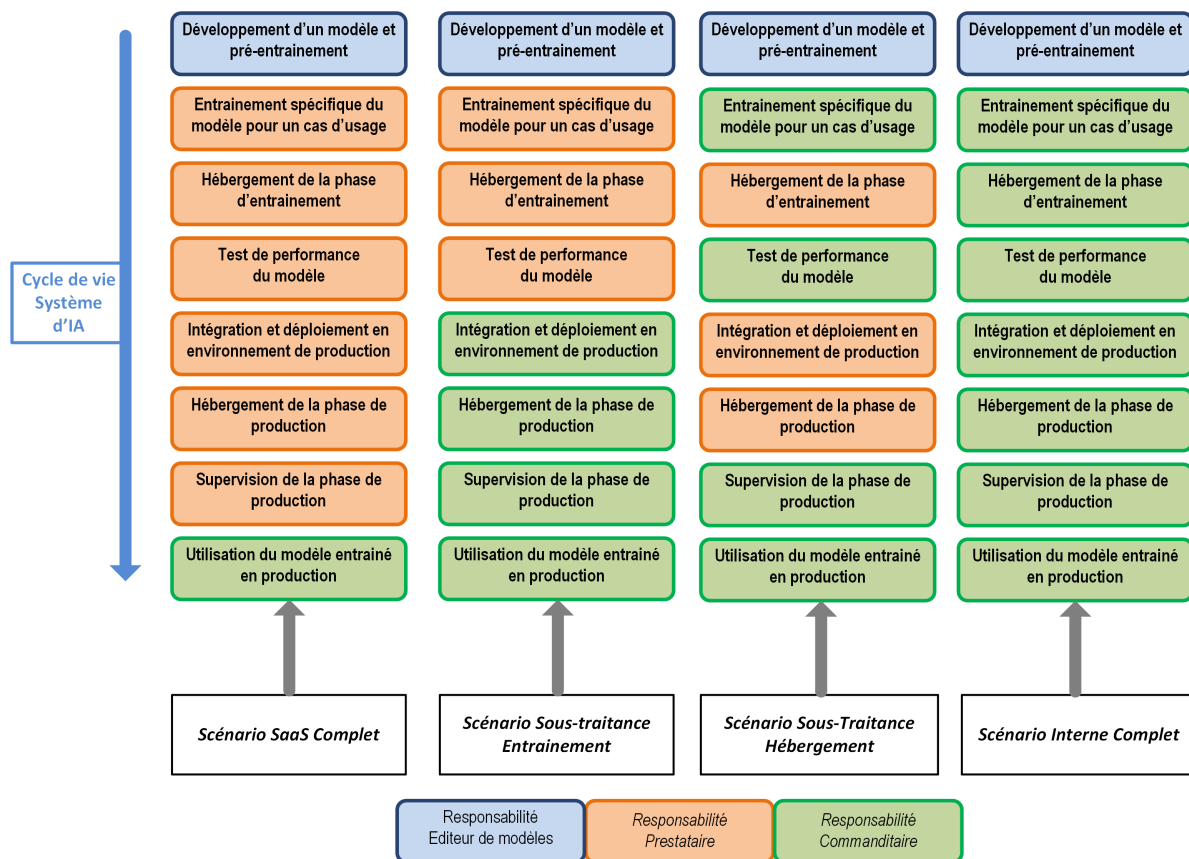 Développement d'un modèle et
pré-entrainement
Développement d'un modèle et
pré-entrainement
Développement d'un modèle et
pré-entrainement
Développement d'un modèle et
pré-entrainement
Entrainement spécifique du
modèle pour un cas d'usage
Entrainement spécifique du
modèle pour un cas d'usage
Entrainement spécifique du
modèle pour un cas d'usage
Entrainement spécifique du
modèle pour un cas d'usage
Hébergement de la phase
d'entrainement
Hébergement de la phase
d'entrainement
Hébergement de la phase
d'entrainement
Hébergement de la phase
d'entrainement
Cycle de vie
Système
d'IA
Test de performance
du modèle
Test de performance
du modèle
Test de performance
du modèle
Test de performance
du modèle
Intégration et déploiement en
environnement de production
Intégration et déploiement en
environnement de production
Intégration et déploiement en
environnement de production
Intégration et déploiement en
environnement de production
Hébergement de la phase de
production
Hébergement de la phase de
production
Hébergement de la phase de
production
Hébergement de la phase de
production
Supervision de la phase de
production
Supervision de la phase de
production
Supervision de la phase de
production
Supervision de la phase de
production
Utilisation du modèle entrainé
en production
Utilisation du modèle entrainé
en production
Utilisation du modèle entrainé
en production
Utilisation du modèle entrainé
en production
Scénario SaaS Complet
Scénario Sous-traitance
Entrainement
Scénario Sous-Traitance
Hébergement
Scénario Interne Complet
Responsabilité
Editeur de modèles
Responsabilité
Prestataire
Responsabilité
Commanditaire